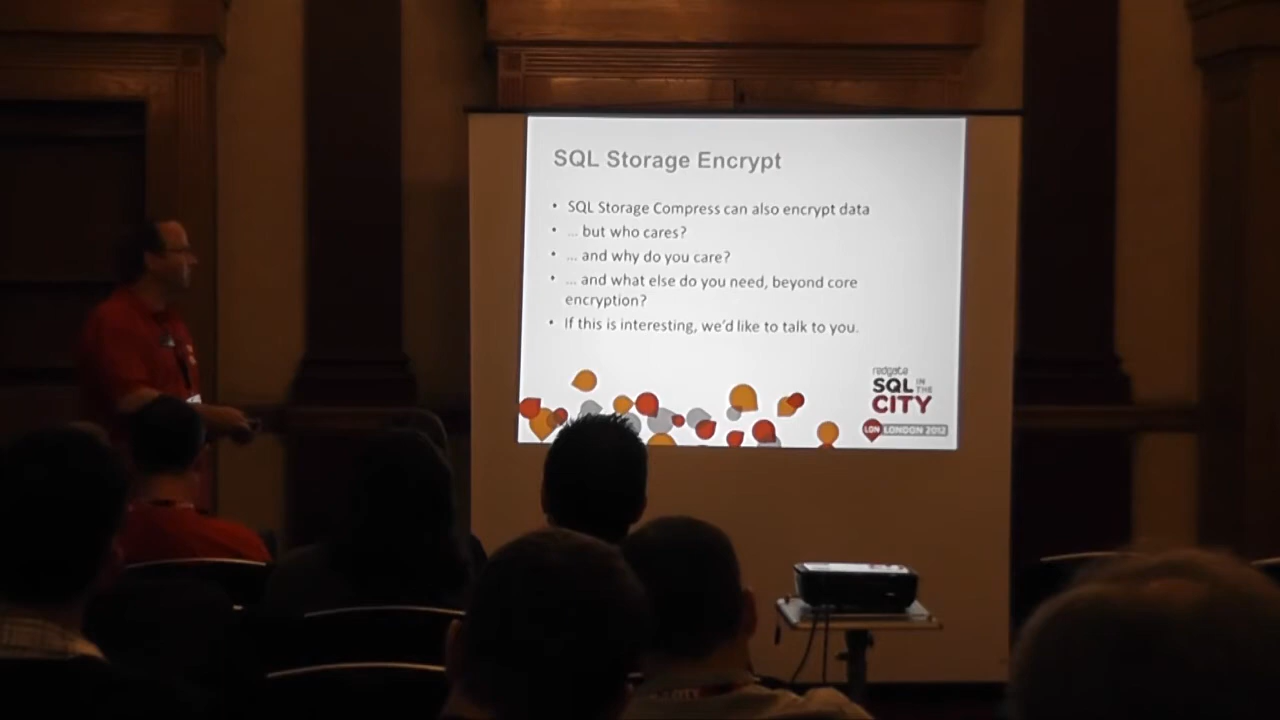 SQL Storage Encrypt
• SQL Storage Compress can also encrypt data
• ... but who cares?
• ... and why do you care?
• ... and what else do you need, beyond core
encryption?
• If this is interesting, we'd like to talk to you.
redgate
SQL IN THE
CITY
LON LONDON 2012